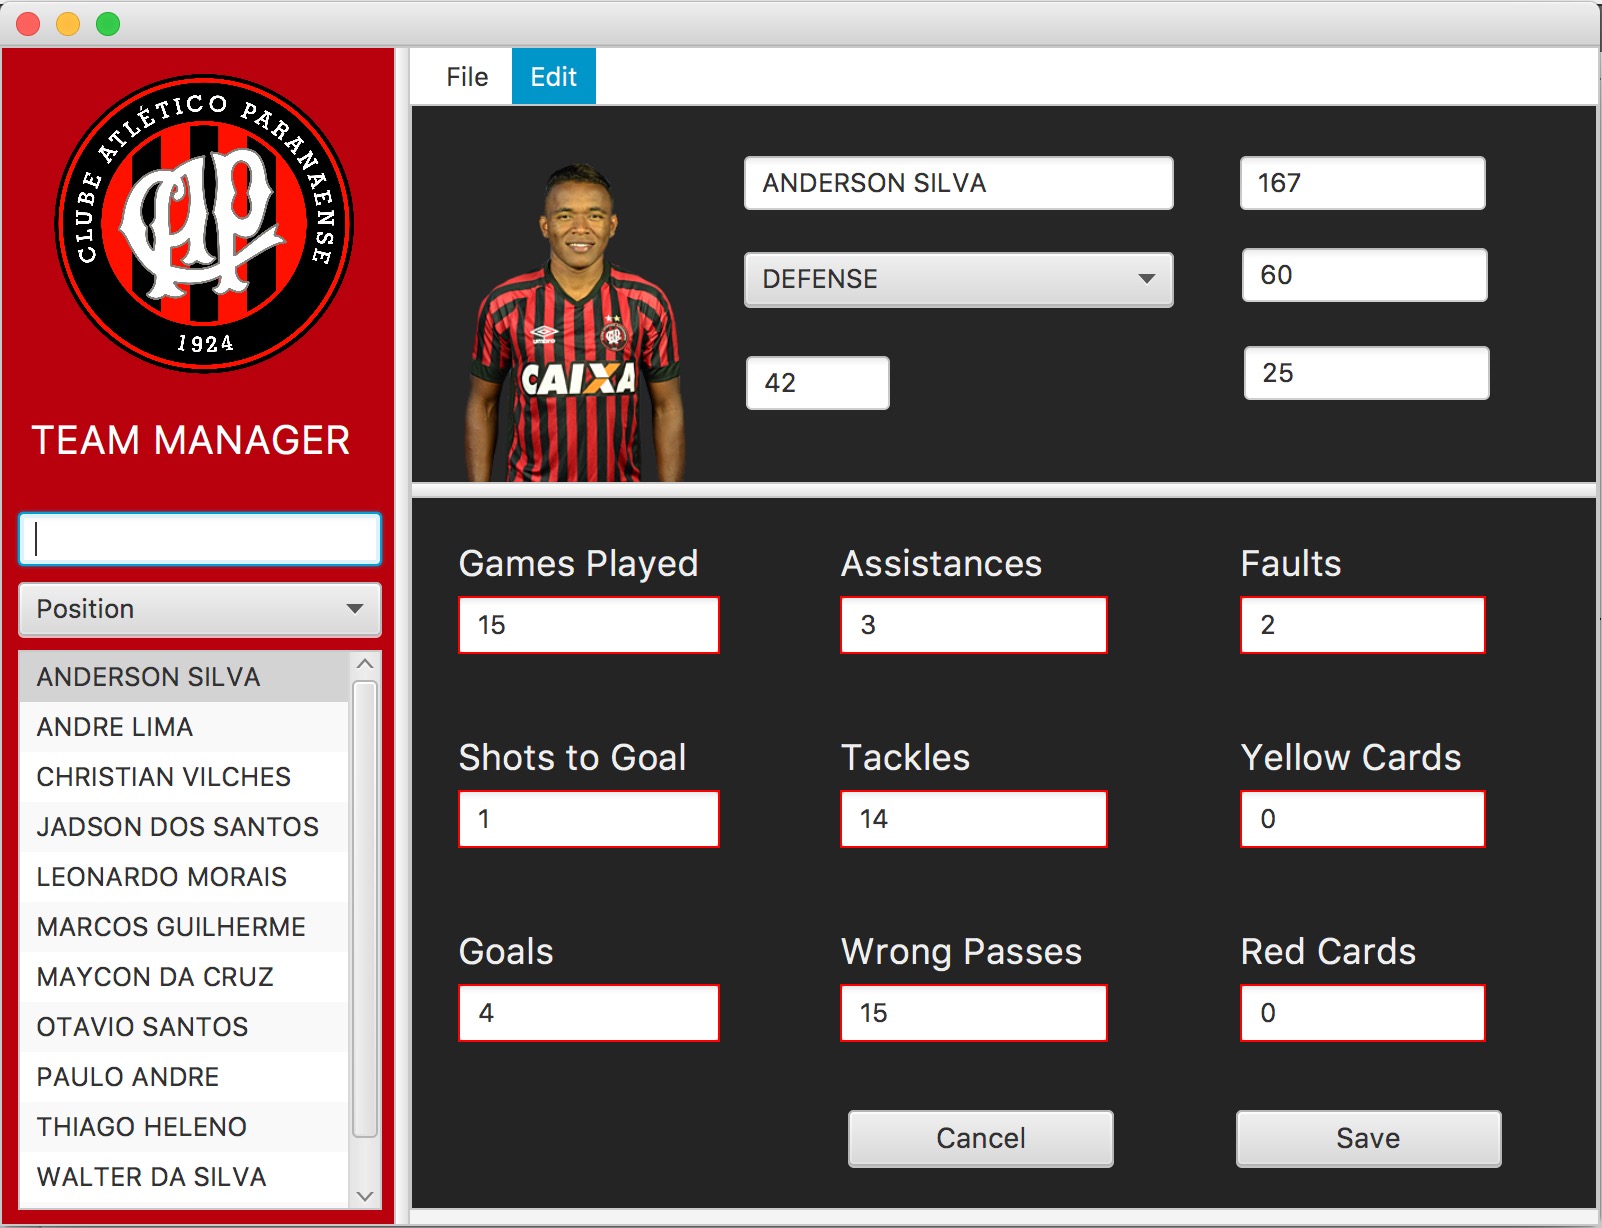 CLUBE ATLÉTICO PARANAENSE
CAP
1924
TEAM MANAGER
Position
ANDERSON SILVA
ANDRE LIMA
CHRISTIAN VILCHES
JADSON DOS SANTOS
LEONARDO MORAIS
MARCOS GUILHERME
MAYCON DA CRUZ
OTAVIO SANTOS
PAULO ANDRE
THIAGO HELENO
WALTER DA SILVA
File Edit
ANDERSON SILVA 167
DEFENSE 60
42 25
umbro
CAP
CAIXA
Games Played Assistances Faults
15 3 2
Shots to Goal Tackles Yellow Cards
1 14 0
Goals Wrong Passes Red Cards
4 15 0
Cancel Save